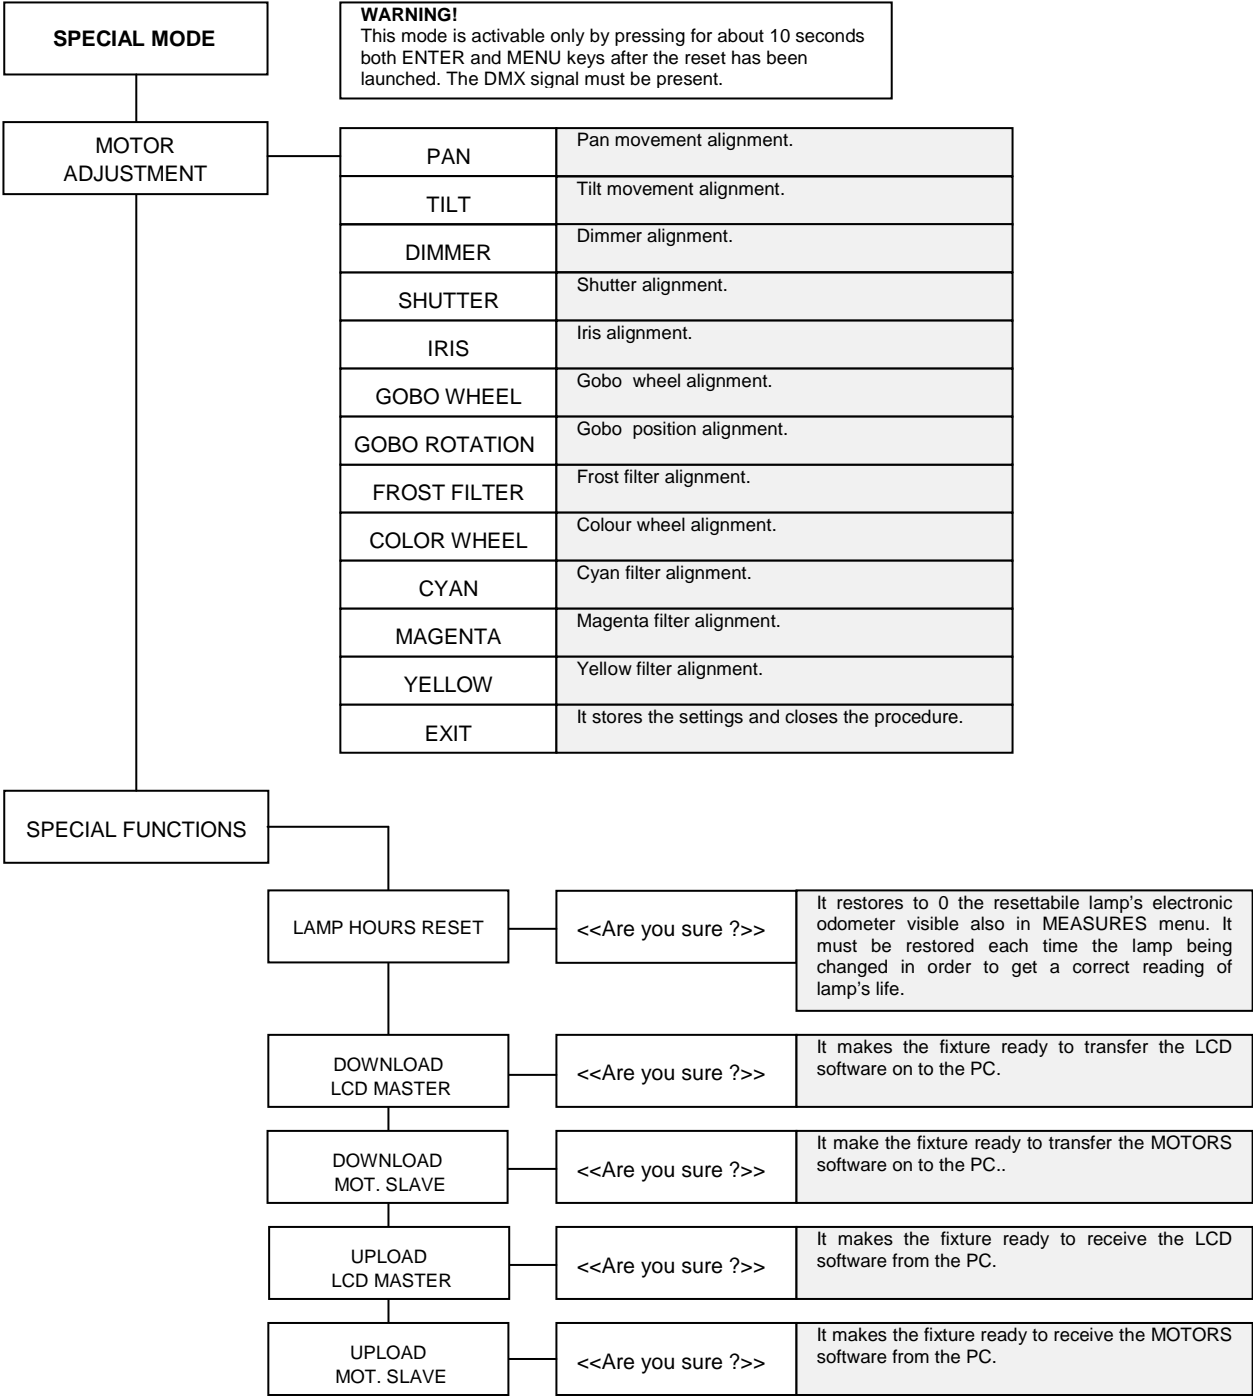 SPECIAL MODE
WARNING!
This mode is activable only by pressing for about 10 seconds
both ENTER and MENU keys after the reset has been
launched. The DMX signal must be present.
MOTOR
ADJUSTMENT
PAN
Pan movement alignment.
TILT
Tilt movement alignment.
DIMMER
Dimmer alignment.
SHUTTER
Shutter alignment.
IRIS
Iris alignment.
GOBO WHEEL
Gobo  wheel alignment.
GOBO ROTATION
Gobo  position alignment.
FROST FILTER
Frost filter alignment.
COLOR WHEEL
Colour wheel alignment.
CYAN
Cyan filter alignment.
MAGENTA
Magenta filter alignment.
YELLOW
Yellow filter alignment.
EXIT
It stores the settings and closes the procedure.
SPECIAL FUNCTIONS
LAMP HOURS RESET
<<Are you sure ?>>
It restores to 0 the resettabile lamp's electronic
odometer visible also in MEASURES menu. It
must be restored each time the lamp being
changed in order to get a correct reading of
lamp's life.
DOWNLOAD
LCD MASTER
<<Are you sure ?>>
It makes the fixture ready to transfer the LCD
software on to the PC.
DOWNLOAD
MOT. SLAVE
<<Are you sure ?>>
It make the fixture ready to transfer the MOTORS
software on to the PC..
UPLOAD
LCD MASTER
<<Are you sure ?>>
It makes the fixture ready to receive the LCD
software from the PC.
UPLOAD
MOT. SLAVE
<<Are you sure ?>>
It makes the fixture ready to receive the MOTORS
software from the PC.